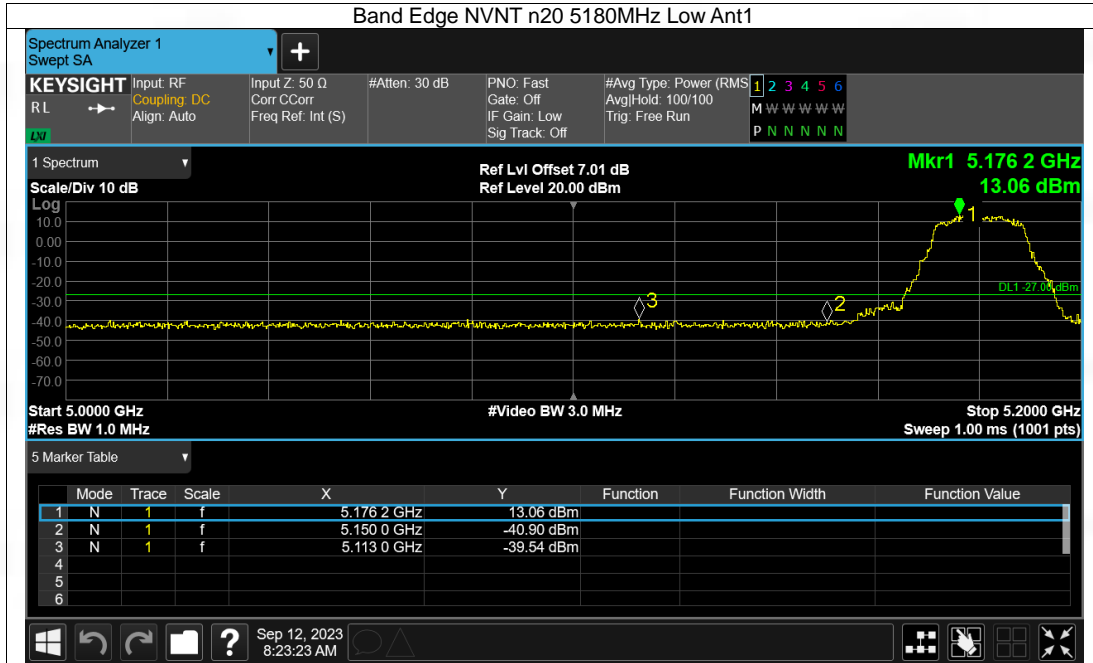 Band Edge NVNT n20 5180MHz Low Ant1
Spectrum Analyzer 1
Swept SA
KEYSIGHT
R L
LXI
Input: RF
Coupling: DC
Align: Auto
Input Z: 50 Ω
Corr CCorr
Freq Ref: Int (S)
#Atten: 30 dB
PNO: Fast
Gate: Off
IF Gain: Low
Sig Track: Off
#Avg Type: Power (RMS
Avg|Hold: 100/100
Trig: Free Run
1 2 3 4 5 6
M W W W W W
P N N N N N
1 Spectrum
Scale/Div 10 dB
Ref Lvl Offset 7.01 dB
Ref Level 20.00 dBm
Mkr1 5.176 2 GHz
13.06 dBm
Log
10.0
0.00
-10.0
-20.0
-30.0
-40.0
-50.0
-60.0
-70.0
1
2
3
DL1 -27.00 dBm
Start 5.0000 GHz
#Res BW 1.0 MHz
#Video BW 3.0 MHz
Stop 5.2000 GHz
Sweep 1.00 ms (1001 pts)
5 Marker Table
Mode Trace Scale X Y Function Function Width Function Value
1 N 1 f 5.176 2 GHz 13.06 dBm
2 N 1 f 5.150 0 GHz -40.90 dBm
3 N 1 f 5.113 0 GHz -39.54 dBm
4
5
6
?
Sep 12, 2023
8:23:23 AM